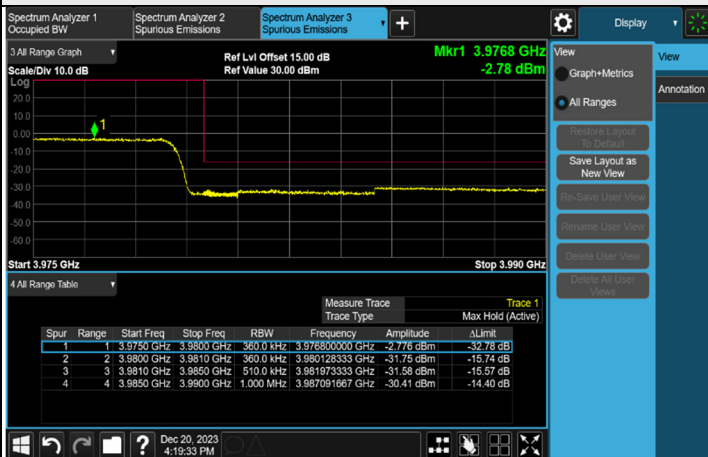 Spectrum Analyzer 1
Occupied BW
Spectrum Analyzer 2
Spurious Emissions
Spectrum Analyzer 3
Spurious Emissions
Display
3 All Range Graph
Ref Lvl Offset 15.00 dB
Mkr1 3.9768 GHz
Scale/Div 10.0 dB
Ref Value 30.00 dBm
-2.78 dBm
Log
20.0
10.0
0.00
-10.0
-20.0
-30.0
-40.0
-50.0
-60.0
1
Start 3.975 GHz
Stop 3.990 GHz
4 All Range Table
Measure Trace Trace 1
Trace Type Max Hold (Active)
Spur Range Start Freq Stop Freq RBW Frequency Amplitude ΔLimit
1 1 3.9750 GHz 3.9800 GHz 360.0 kHz 3.976800000 GHz -2.776 dBm -32.78 dB
2 2 3.9800 GHz 3.9810 GHz 360.0 kHz 3.980128333 GHz -31.75 dBm -15.74 dB
3 3 3.9810 GHz 3.9850 GHz 510.0 kHz 3.981973333 GHz -31.58 dBm -15.57 dB
4 4 3.9850 GHz 3.9900 GHz 1.000 MHz 3.987091667 GHz -30.41 dBm -14.40 dB
View
Graph+Metrics
All Ranges
Restore Layout
To Default
Save Layout as
New View
Re-Save User View
Rename User View
Delete User View
Delete All User
Views
View
Annotation
?
Dec 20, 2023
4:19:33 PM